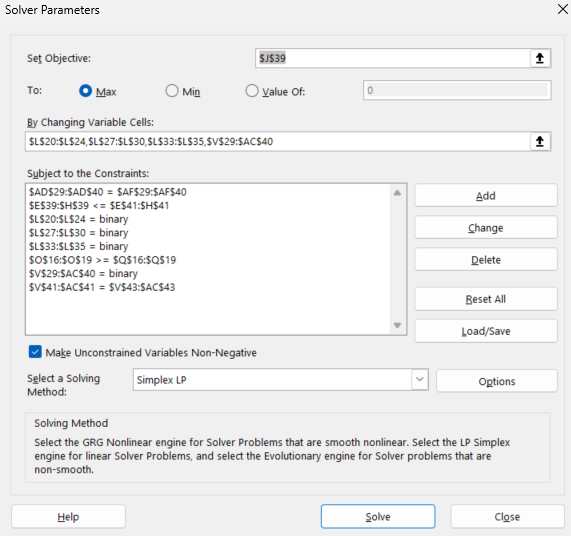 Solver Parameters
Set Objective:
$J$39
To:
Max
Min
Value Of:
0
By Changing Variable Cells:
$L$20:$L$24,$L$27:$L$30,$L$33:$L$35,$V$29:$AC$40
Subject to the Constraints:
$AD$29:$AD$40 = $AF$29:$AF$40
$E$39:$H$39 <= $E$41:$H$41
$L$20:$L$24 = binary
$L$27:$L$30 = binary
$L$33:$L$35 = binary
$O$16:$O$19 >= $Q$16:$Q$19
$V$29:$AC$40 = binary
$V$41:$AC$41 = $V$43:$AC$43
Add
Change
Delete
Reset All
Load/Save
Make Unconstrained Variables Non-Negative
Select a Solving
Method:
Simplex LP
Options
Solving Method
Select the GRG Nonlinear engine for Solver Problems that are smooth nonlinear. Select the LP Simplex
engine for linear Solver Problems, and select the Evolutionary engine for Solver problems that are
non-smooth.
Help
Solve
Close